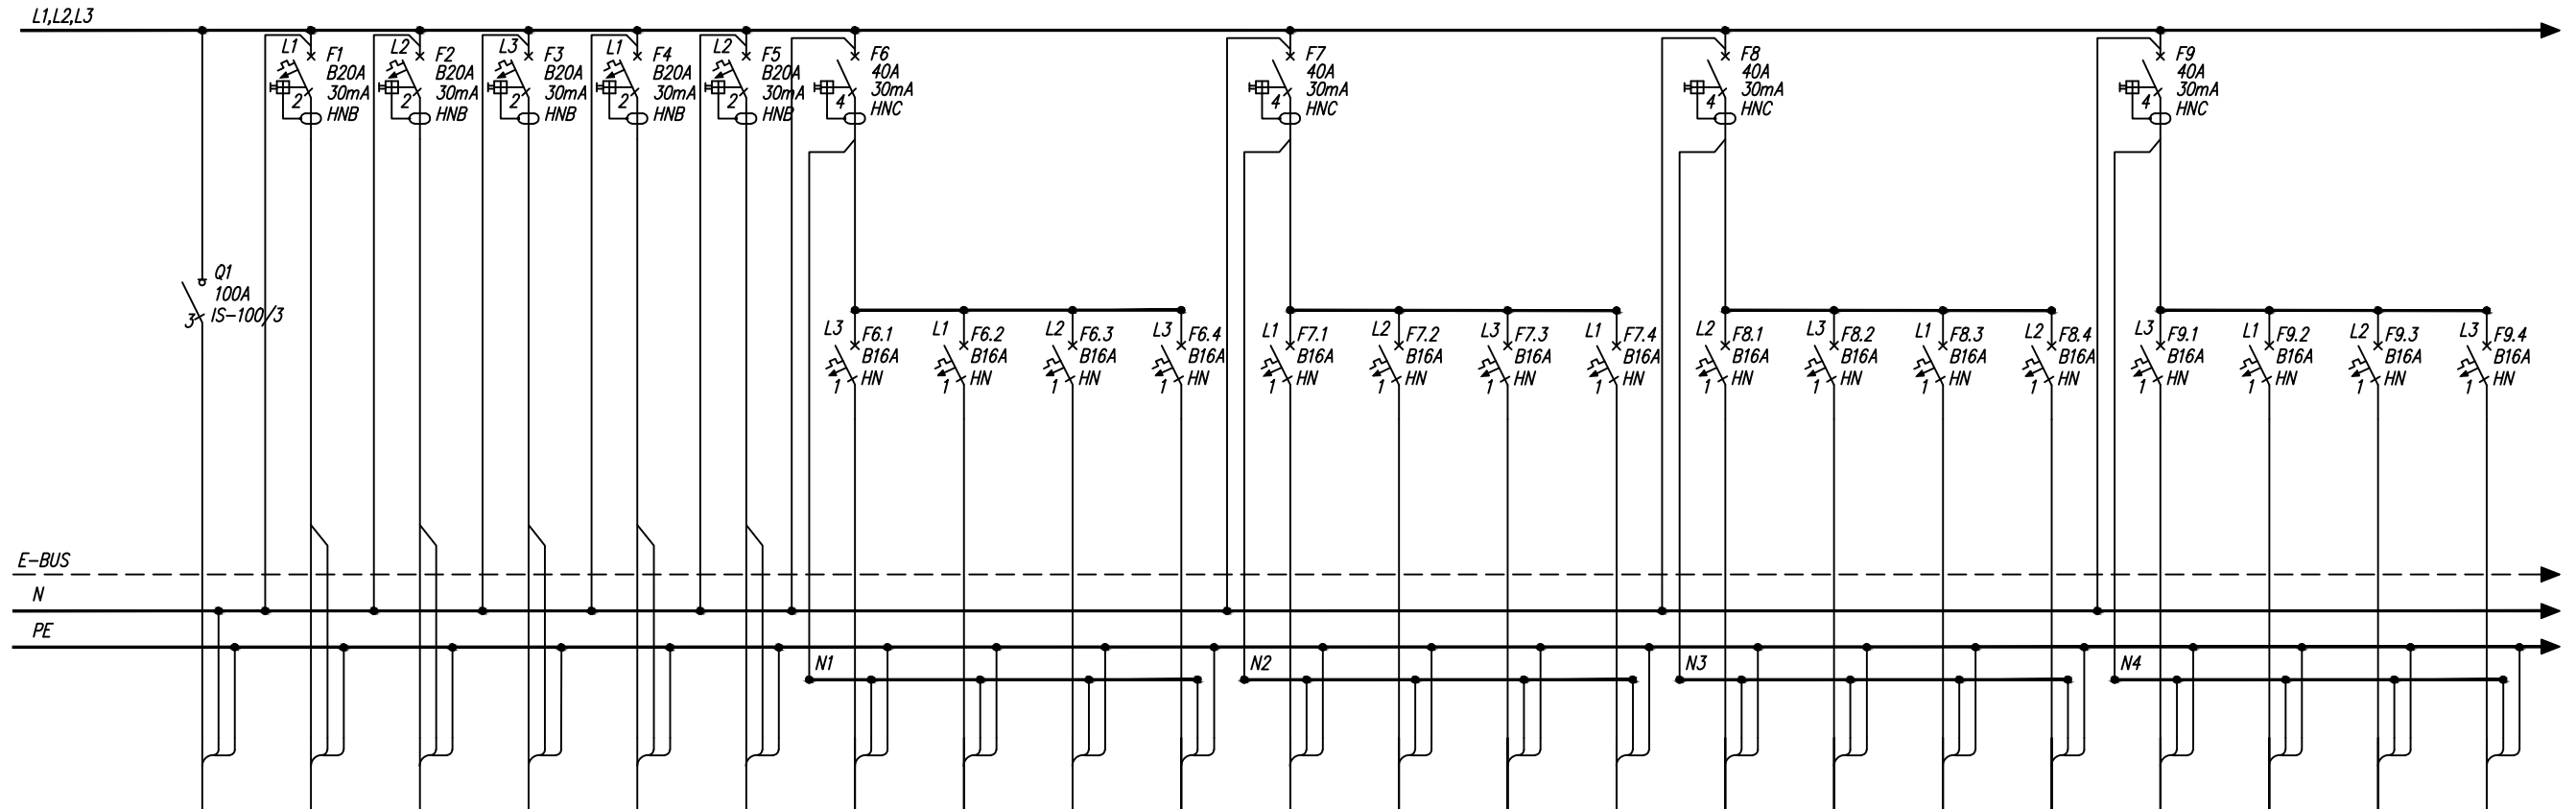 L1,L2,L3
L1
F1
B20A
30mA
2
HNB
L2
F2
B20A
30mA
2
HNB
L3
F3
B20A
30mA
2
HNB
L1
F4
B20A
30mA
2
HNB
L2
F5
B20A
30mA
2
HNB
F6
40A
30mA
4
HNC
F7
40A
30mA
4
HNC
F8
40A
30mA
4
HNC
F9
40A
30mA
4
HNC
Q1
100A
3
IS-100/3
L3
F6.1
B16A
HN
1
L1
F6.2
B16A
HN
1
L2
F6.3
B16A
HN
1
L3
F6.4
B16A
HN
1
L1
F7.1
B16A
HN
1
L2
F7.2
B16A
HN
1
L3
F7.3
B16A
HN
1
L1
F7.4
B16A
HN
1
L2
F8.1
B16A
HN
1
L3
F8.2
B16A
HN
1
L1
F8.3
B16A
HN
1
L2
F8.4
B16A
HN
1
L3
F9.1
B16A
HN
1
L1
F9.2
B16A
HN
1
L2
F9.3
B16A
HN
1
L3
F9.4
B16A
HN
1
E-BUS
N
PE
N1
N2
N3
N4